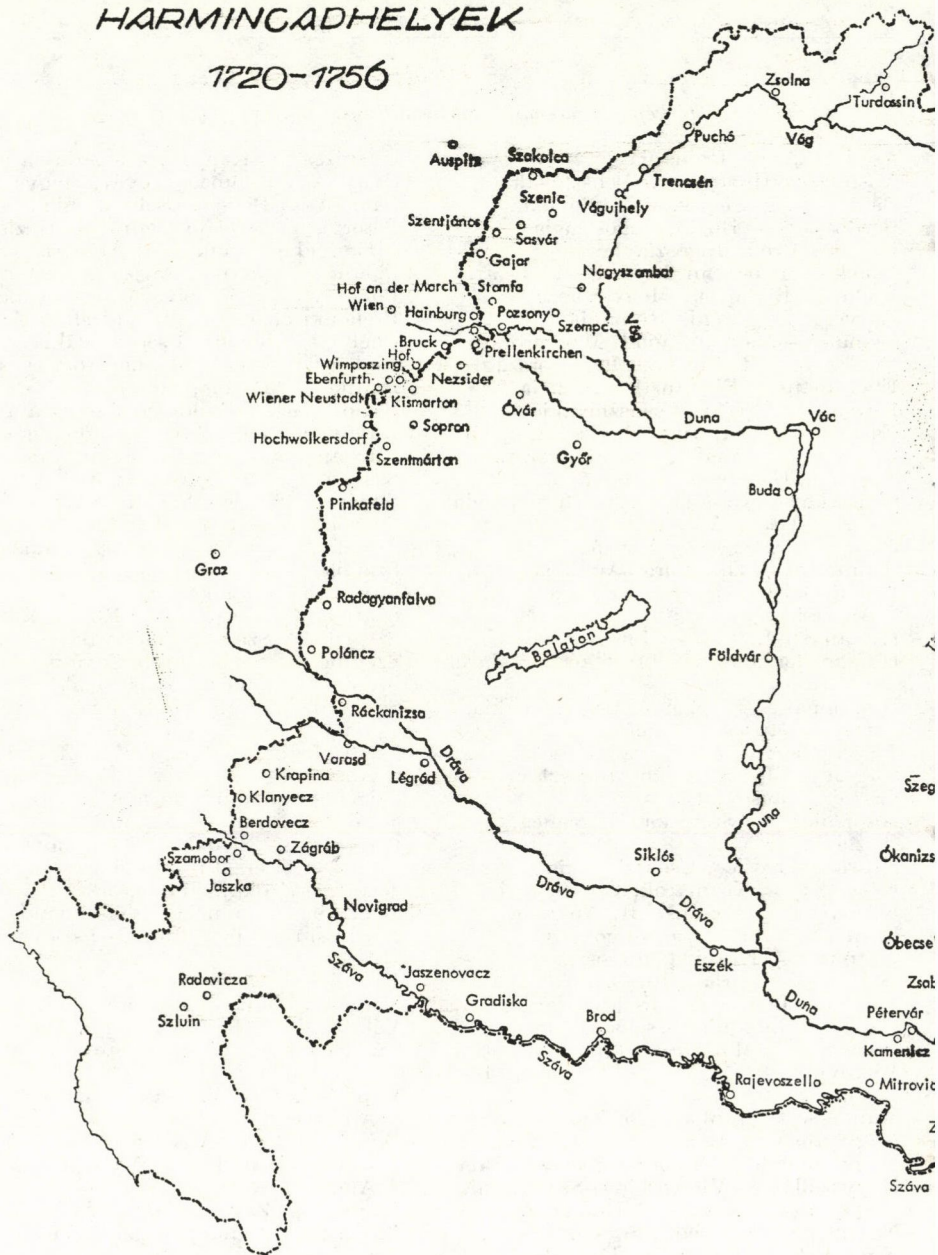 HARMINCADHELYEK
1720-1756
Zsolna
Turdossin
Puchó
Vág
Auspitz
Szakolca
Trencsén
Szenic
Vágujhely
Szentjános
Sasvár
Gajar
Nagyszombat
Hof an der March
Stomfa
Wien
Hainburg
Pozsony
Szempc
Vág
Bruck
Prellenkirchen
Hof
Wimpaszing
Nezsider
Ebenfurth
Wiener Neustadt
Kismarton
Óvár
Duna
Vác
Sopron
Hochwolkersdorf
Győr
Szentmárton
Buda
Pinkafeld
Graz
Radagyanfalva
Balaton
Földvár
Poláncz
Ráckanizsa
Varasd
Dráva
Légrád
Krapina
Szeg
Klanyecz
Duna
Berdovecz
Zágráb
Siklós
Ókanizs
Szamobor
Jaszka
Dráva
Dráva
Novigrad
Óbecse
Száva
Eszék
Jaszenovacz
Zsab
Radovicza
Szluin
Gradiska
Brod
Duna
Pétervár
Kamenicz
Száva
Rajevoszello
Mitrovic
Z
Száva